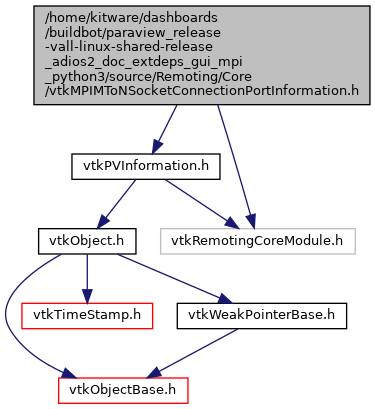 /home/kitware/dashboards
/buildbot/paraview_release
-vall-linux-shared-release
_adios2_doc_extdeps_gui_mpi
_python3/source/Remoting/Core
/vtkMPIMToNSocketConnectionPortInformation.h
vtkPVInformation.h
vtkObject.h
vtkRemotingCoreModule.h
vtkTimeStamp.h
vtkWeakPointerBase.h
vtkObjectBase.h